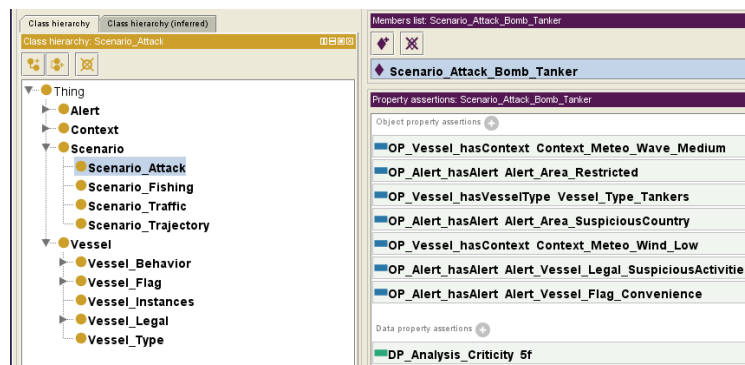 Class hierarchy
Class hierarchy (inferred)
Class hierarchy: Scenario_Attack
Thing
Alert
Context
Scenario
Scenario_Attack
Scenario_Fishing
Scenario_Traffic
Scenario_Trajectory
Vessel
Vessel_Behavior
Vessel_Flag
Vessel_Instances
Vessel_Legal
Vessel_Type
Members list: Scenario_Attack_Bomb_Tanker
Scenario_Attack_Bomb_Tanker
Property assertions: Scenario_Attack_Bomb_Tanker
Object property assertions
OP_Vessel_hasContext Context_Meteo_Wave_Medium
OP_Alert_hasAlert Alert_Area_Restricted
OP_Vessel_hasVesselType Vessel_Type_Tankers
OP_Alert_hasAlert Alert_Area_SuspiciousCountry
OP_Vessel_hasContext Context_Meteo_Wind_Low
OP_Alert_hasAlert Alert_Vessel_Legal_SuspiciousActivitie
OP_Alert_hasAlert Alert_Vessel_Flag_Convenience
Data property assertions
DP_Analysis_Criticity 5f